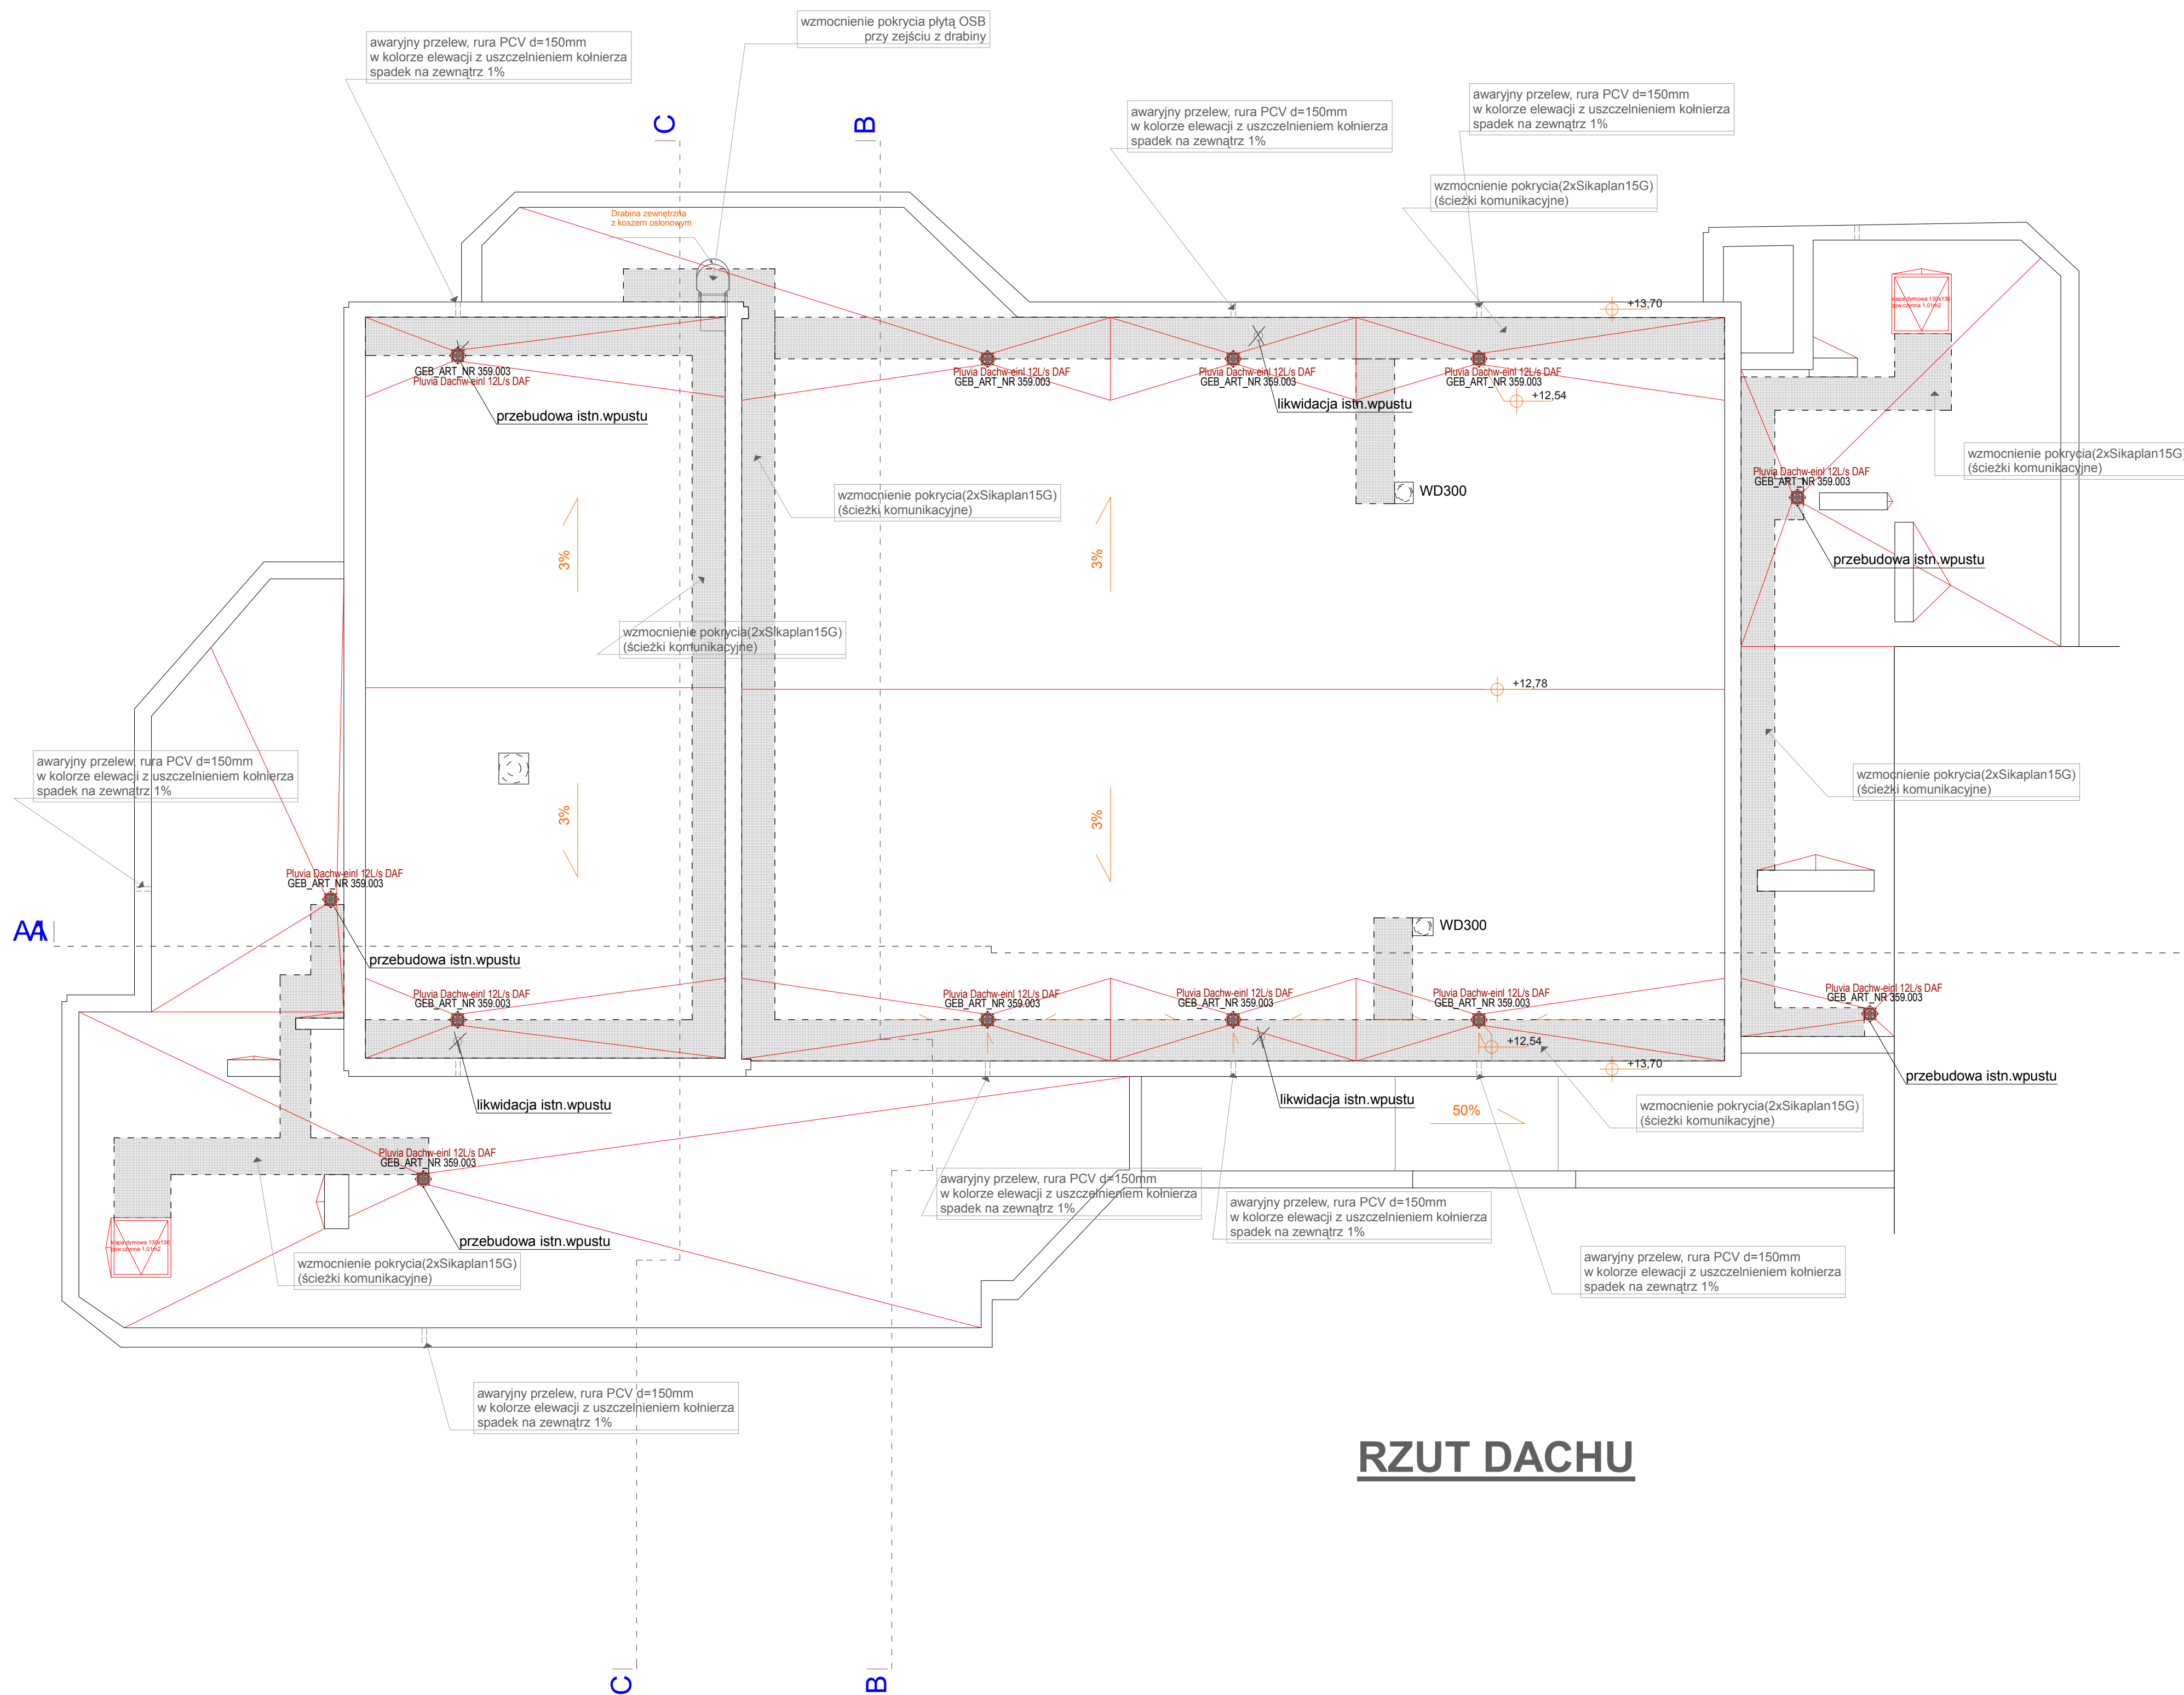 wzmocnienie pokrycia płytą OSB
przy zejściu z drabiny
awaryjny przelew, rura PCV d=150mm
w kolorze elewacji z uszczelnieniem kołnierza
spadek na zewnątrz 1%
awaryjny przelew, rura PCV d=150mm
w kolorze elewacji z uszczelnieniem kołnierza
spadek na zewnątrz 1%
awaryjny przelew, rura PCV d=150mm
w kolorze elewacji z uszczelnieniem kołnierza
spadek na zewnątrz 1%
C
B
wzmocnienie pokrycia(2xSikaplan15G)
(ścieżki komunikacyjne)
Drabina zewnętrzna
z koszem osłonowym
+13,70
klapa dymowa 130x130
pow.czynna 1,01m2
GEB_ART_NR 359.003
Pluvia Dachw-einl 12L/s DAF
Pluvia Dachw-einl 12L/s DAF
GEB_ART_NR 359.003
Pluvia Dachw-einl 12L/s DAF
GEB_ART_NR 359.003
Pluvia Dachw-einl 12L/s DAF
GEB_ART_NR 359.003
+12,54
likwidacja istn.wpustu
przebudowa istn.wpustu
wzmocnienie pokrycia(2xSikaplan15G
(ścieżki komunikacyjne)
Pluvia Dachw-einl 12L/s DAF
GEB_ART_NR 359.003
WD300
wzmocnienie pokrycia(2xSikaplan15G)
(ścieżki komunikacyjne)
3%
3%
przebudowa istn.wpustu
wzmocnienie pokrycia(2xSikaplan15G)
(ścieżki komunikacyjne)
+12,78
awaryjny przelew, rura PCV d=150mm
w kolorze elewacji z uszczelnieniem kołnierza
spadek na zewnątrz 1%
wzmocnienie pokrycia(2xSikaplan15G)
(ścieżki komunikacyjne)
3%
3%
Pluvia Dachw-einl 12L/s DAF
GEB_ART_NR 359.003
WD300
przebudowa istn.wpustu
Pluvia Dachw-einl 12L/s DAF
GEB_ART_NR 359.003
Pluvia Dachw-einl 12L/s DAF
GEB_ART_NR 359.003
Pluvia Dachw-einl 12L/s DAF
GEB_ART_NR 359.003
Pluvia Dachw-einl 12L/s DAF
GEB_ART_NR 359.003
Pluvia Dachw-einl 12L/s DAF
GEB_ART_NR 359.003
+12,54
+13,70
przebudowa istn.wpustu
likwidacja istn.wpustu
likwidacja istn.wpustu
50%
wzmocnienie pokrycia(2xSikaplan15G)
(ścieżki komunikacyjne)
Pluvia Dachw-einl 12L/s DAF
GEB_ART_NR 359.003
awaryjny przelew, rura PCV d=150mm
w kolorze elewacji z uszczelnieniem kołnierza
spadek na zewnątrz 1%
awaryjny przelew, rura PCV d=150mm
w kolorze elewacji z uszczelnieniem kołnierza
spadek na zewnątrz 1%
klapa dymowa 130x130
pow.czynna 1,01m2
przebudowa istn.wpustu
wzmocnienie pokrycia(2xSikaplan15G)
(ścieżki komunikacyjne)
awaryjny przelew, rura PCV d=150mm
w kolorze elewacji z uszczelnieniem kołnierza
spadek na zewnątrz 1%
awaryjny przelew, rura PCV d=150mm
w kolorze elewacji z uszczelnieniem kołnierza
spadek na zewnątrz 1%
RZUT DACHU
C
B